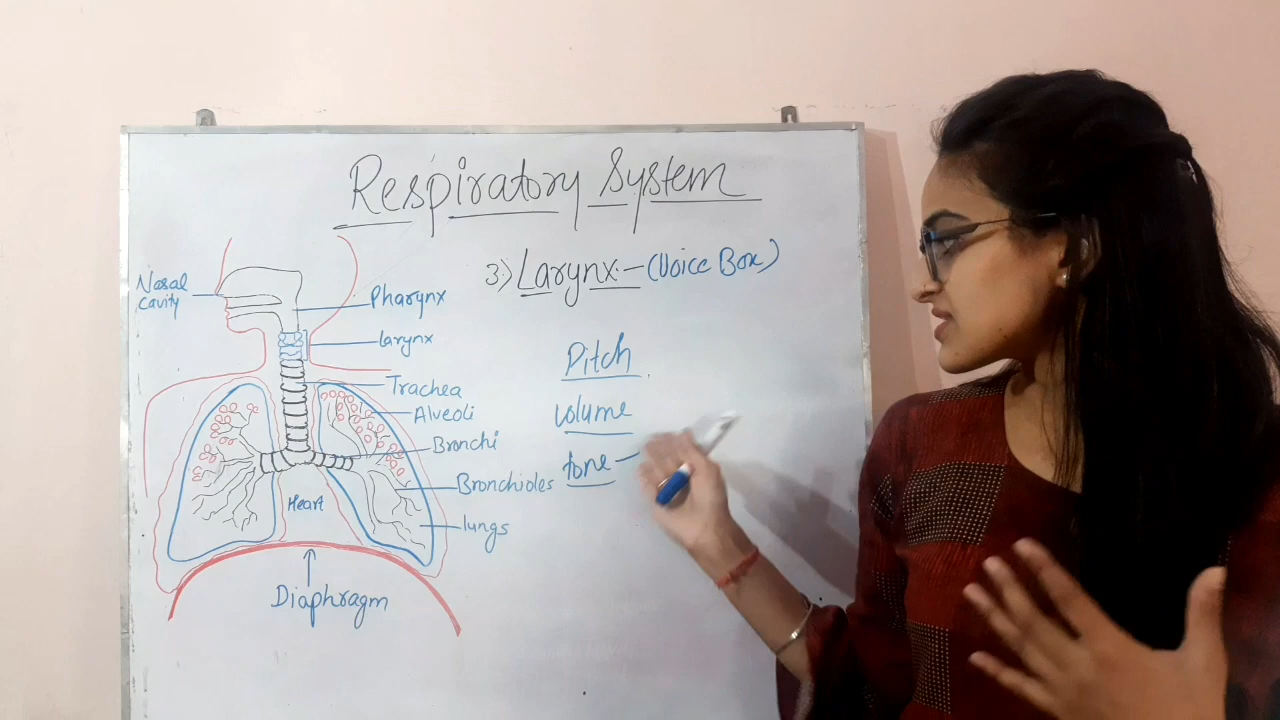 Respiratory System
3) Larynx - (Voice Box)
Nasal
cavity
Pharynx
larynx
Trachea
Alveoli
Bronchi
Bronchioles
lungs
Heart
Diaphragm
Pitch
volume
tone -